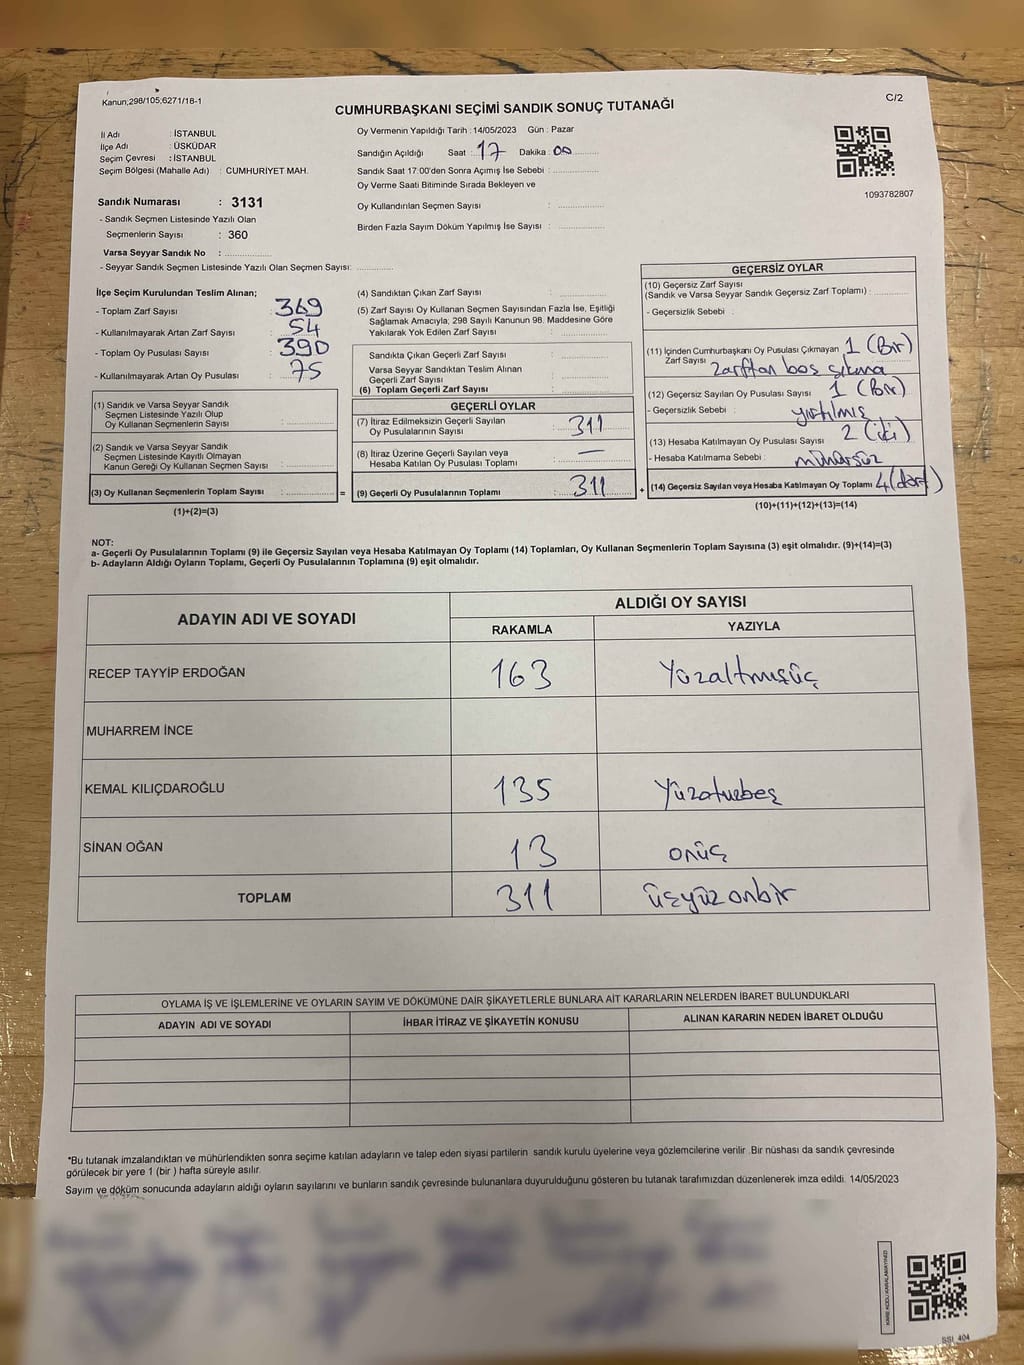 Kanun;298/105;6271/18-1
C/2
CUMHURBAŞKANI SEÇİMİ SANDIK SONUÇ TUTANAĞI
İl Adı : İSTANBUL
İlçe Adı : ÜSKÜDAR
Seçim Çevresi : İSTANBUL
Seçim Bölgesi (Mahalle Adı) : CUMHURİYET MAH.
Sandık Numarası : 3131
- Sandık Seçmen Listesinde Yazılı Olan
Seçmenlerin Sayısı : 360
Varsa Seyyar Sandık No :
- Seyyar Sandık Seçmen Listesinde Yazılı Olan Seçmen Sayısı:
Oy Vermenin Yapıldığı Tarih : 14/05/2023 Gün : Pazar
Sandığın Açıldığı Saat : 17 Dakika : 00
Sandık Saat 17:00'den Sonra Açımış İse Sebebi :
Oy Verme Saati Bitiminde Sırada Bekleyen ve
Oy Kullandırılan Seçmen Sayısı :
Birden Fazla Sayım Döküm Yapılmış İse Sayısı :
1093782807
İlçe Seçim Kurulundan Teslim Alınan;
- Toplam Zarf Sayısı : 369
- Kullanılmayarak Artan Zarf Sayısı : 54
- Toplam Oy Pusulası Sayısı : 390
- Kullanılmayarak Artan Oy Pusulası : 75
(1) Sandık ve Varsa Seyyar Sandık
Seçmen Listesinde Yazılı Olup
Oy Kullanan Seçmenlerin Sayısı :
(2) Sandık ve Varsa Seyyar Sandık
Seçmen Listesinde Kayıtlı Olmayan
Kanun Gereği Oy Kullanan Seçmen Sayısı :
(3) Oy Kullanan Seçmenlerin Toplam Sayısı : =
(1)+(2)=(3)
(4) Sandıktan Çıkan Zarf Sayısı :
(5) Zarf Sayısı Oy Kullanan Seçmen Sayısından Fazla İse, Eşitliği
Sağlamak Amacıyla; 298 Sayılı Kanunun 98. Maddesine Göre
Yakılarak Yok Edilen Zarf Sayısı :
Sandıkta Çıkan Geçerli Zarf Sayısı :
Varsa Seyyar Sandıktan Teslim Alınan
Geçerli Zarf Sayısı :
(6) Toplam Geçerli Zarf Sayısı :
GEÇERLİ OYLAR
(7) İtiraz Edilmeksizin Geçerli Sayılan
Oy Pusulalarının Sayısı : 311
(8) İtiraz Üzerine Geçerli Sayılan veya
Hesaba Katılan Oy Pusulası Toplamı : —
(9) Geçerli Oy Pusulalarının Toplamı : 311 +
GEÇERSİZ OYLAR
(10) Geçersiz Zarf Sayısı
(Sandık ve Varsa Seyyar Sandık Geçersiz Zarf Toplamı) :
- Geçersizlik Sebebi :
(11) İçinden Cumhurbaşkanı Oy Pusulası Çıkmayan 1 (Bir)
Zarf Sayısı : zarftan boş çıkma
(12) Geçersiz Sayılan Oy Pusulası Sayısı : 1 (Bir)
- Geçersizlik Sebebi : yırtılmış
(13) Hesaba Katılmayan Oy Pusulası Sayısı 2 (iki)
- Hesaba Katılmama Sebebi : mühürsüz
(14) Geçersiz Sayılan veya Hesaba Katılmayan Oy Toplamı 4 (dört)
(10)+(11)+(12)+(13)=(14)
NOT:
a- Geçerli Oy Pusulalarının Toplamı (9) ile Geçersiz Sayılan veya Hesaba Katılmayan Oy Toplamı (14) Toplamları, Oy Kullanan Seçmenlerin Toplam Sayısına (3) eşit olmalıdır. (9)+(14)=(3)
b- Adayların Aldığı Oyların Toplamı, Geçerli Oy Pusulalarının Toplamına (9) eşit olmalıdır.
ADAYIN ADI VE SOYADI ALDIĞI OY SAYISI
RAKAMLA YAZIYLA
RECEP TAYYİP ERDOĞAN 163 Yüzaltmışüç
MUHARREM İNCE
KEMAL KILIÇDAROĞLU 135 Yüzotuzbeş
SİNAN OĞAN 13 onüç
TOPLAM 311 üçyüzonbir
OYLAMA İŞ VE İŞLEMLERİNE VE OYLARIN SAYIM VE DÖKÜMÜNE DAİR ŞİKAYETLERLE BUNLARA AİT KARARLARIN NELERDEN İBARET BULUNDUKLARI
ADAYIN ADI VE SOYADI İHBAR İTİRAZ VE ŞİKAYETİN KONUSU ALINAN KARARIN NEDEN İBARET OLDUĞU
*Bu tutanak imzalandıktan ve mühürlendikten sonra seçime katılan adayların ve talep eden siyasi partilerin sandık kurulu üyelerine veya gözlemcilerine verilir .Bir nüshası da sandık çevresinde
görülecek bir yere 1 (bir ) hafta süreyle asılır.
Sayım ve döküm sonucunda adayların aldığı oyların sayılarını ve bunların sandık çevresinde bulunanlara duyurulduğunu gösteren bu tutanak tarafımızdan düzenlenerek imza edildi. 14/05/2023
SSI_404